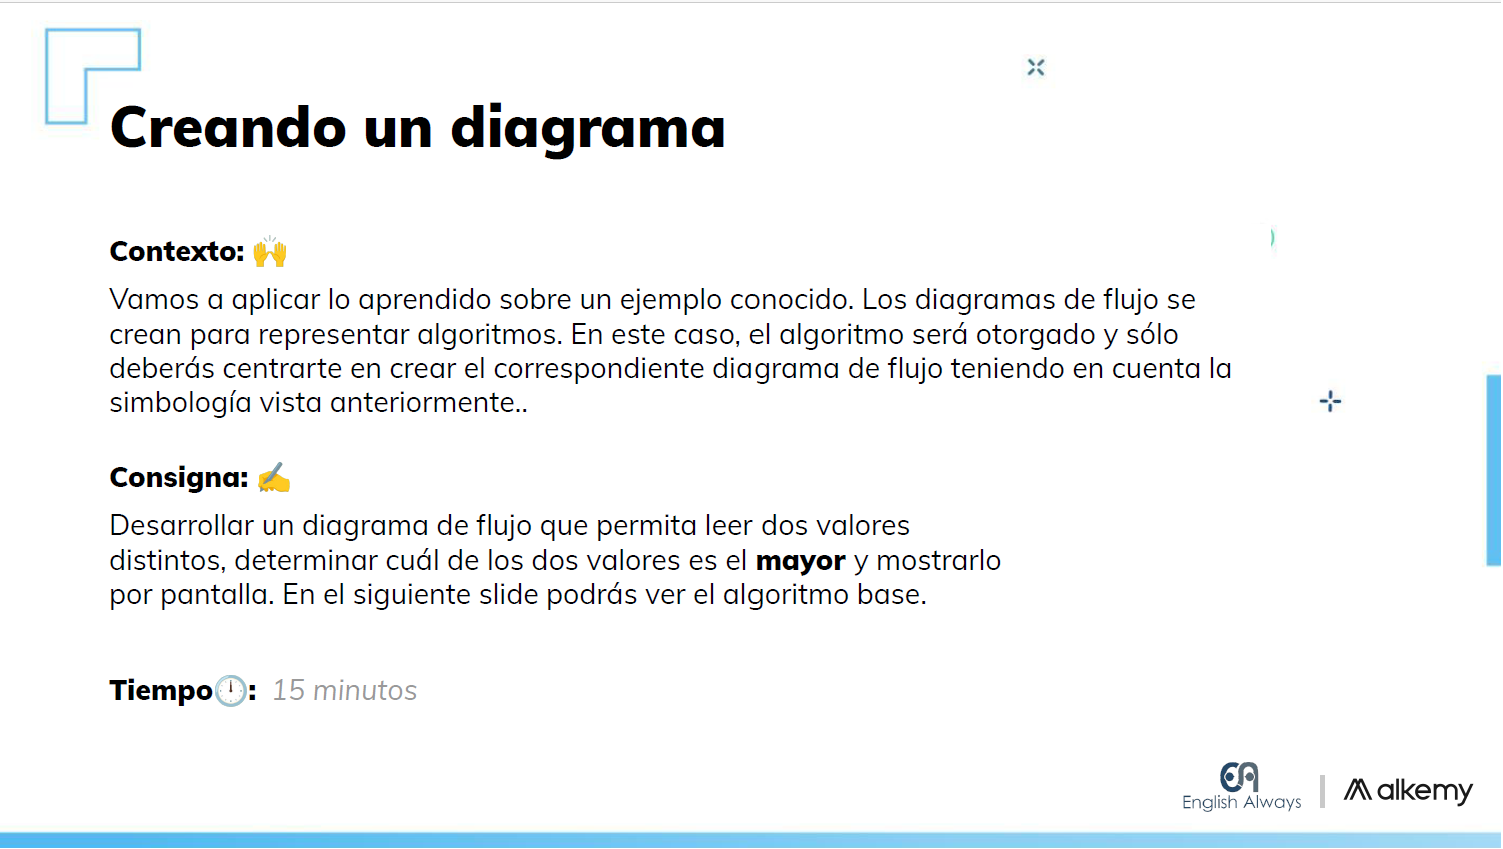 Creando un diagrama
Contexto: 🙌
Vamos a aplicar lo aprendido sobre un ejemplo conocido. Los diagramas de flujo se
crean para representar algoritmos. En este caso, el algoritmo será otorgado y sólo
deberás centrarte en crear el correspondiente diagrama de flujo teniendo en cuenta la
simbología vista anteriormente..
Consigna: ✍️
Desarrollar un diagrama de flujo que permita leer dos valores
distintos, determinar cuál de los dos valores es el mayor y mostrarlo
por pantalla. En el siguiente slide podrás ver el algoritmo base.
Tiempo🕛: 15 minutos
EA
English Always
alkemy